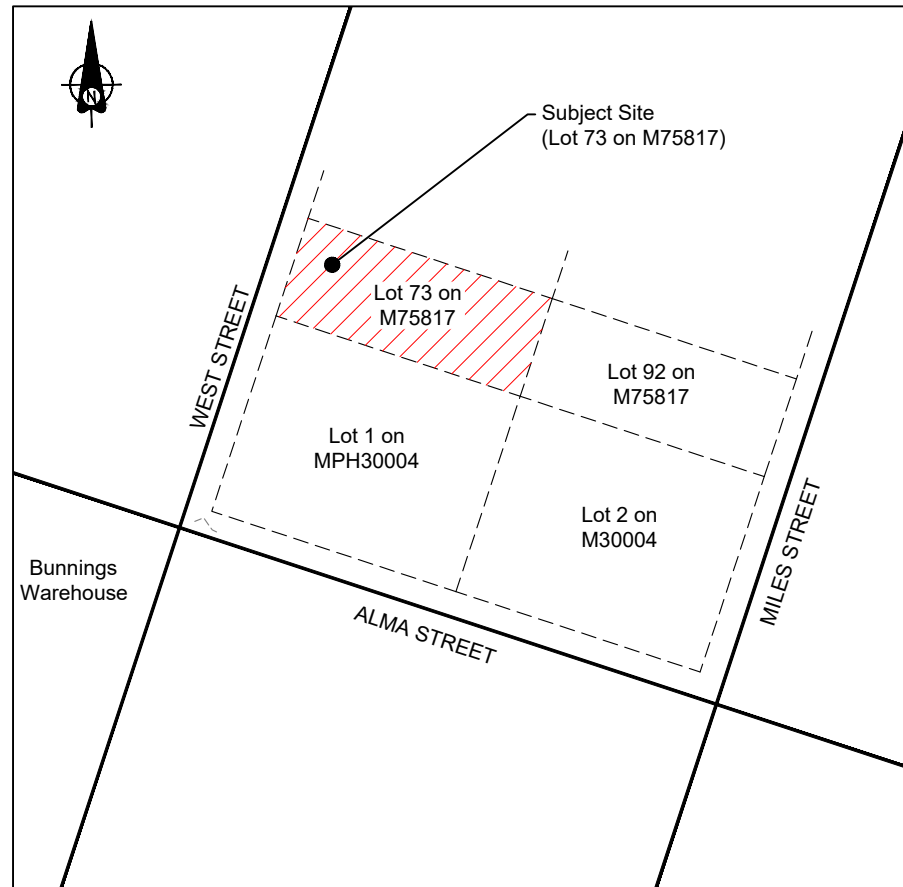 N
Subject Site
(Lot 73 on M75817)
Lot 73 on
M75817
WEST STREET
Lot 92 on
M75817
Lot 1 on
MPH30004
Lot 2 on
M30004
MILES STREET
Bunnings
Warehouse
ALMA STREET